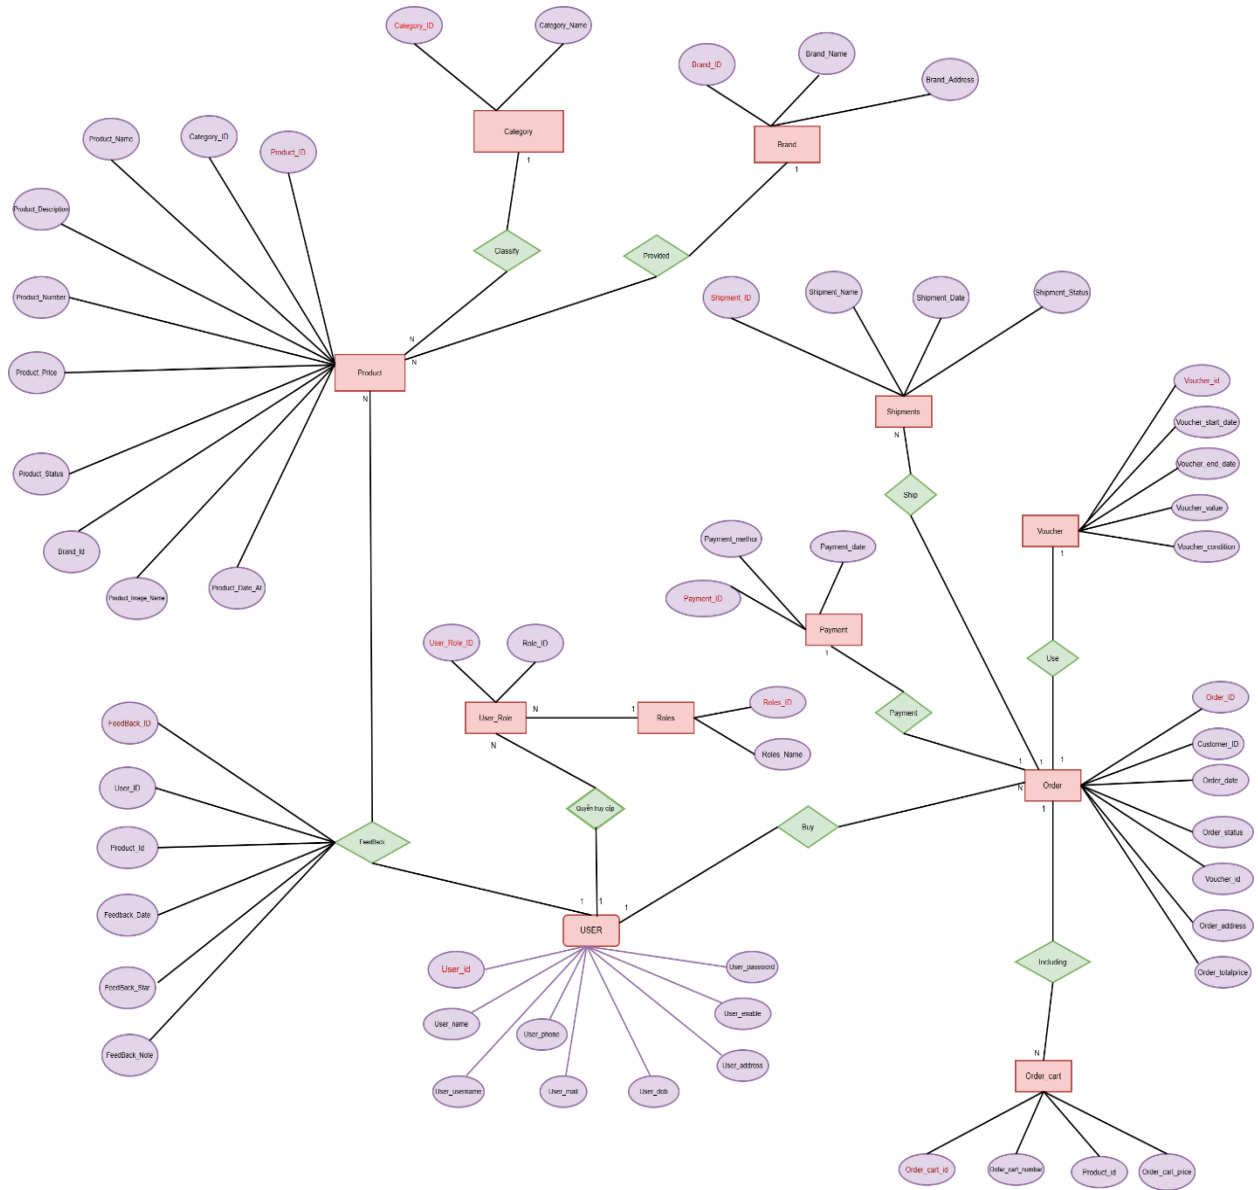 Category_ID
Category_Name
Brand_ID
Brand_Name
Brand_Address
Category
1
Brand
1
Product_Name
Category_ID
Product_ID
Product_Description
Product_Number
Product_Price
Product_Status
Brand_Id
Product_Image_Name
Product_Date_At
Classify
Provided
N
N
Product
N
Shipment_ID
Shipment_Name
Shipment_Date
Shipment_Status
Shipments
N
Ship
Voucher_id
Voucher_start_date
Voucher_end_date
Voucher_value
Voucher_condition
Voucher
1
Use
Payment_methor
Payment_date
Payment_ID
Payment
1
Payment
User_Role_ID
Role_ID
User_Role
N
1
Roles
N
Roles_ID
Roles_Name
Quyền truy cập
1
1
1
Order
N
1
Order_ID
Customer_ID
Order_date
Order_status
Voucher_id
Order_address
Order_totalprice
Buy
FeedBack_ID
User_ID
Product_Id
Feedback_Date
FeedBack_Star
FeedBack_Note
FeedBack
1
1
1
USER
User_id
User_name
User_username
User_phone
User_mail
User_dob
User_address
User_enable
User_password
Including
N
Order_cart
Order_cart_id
Order_cart_number
Product_id
Order_cart_price